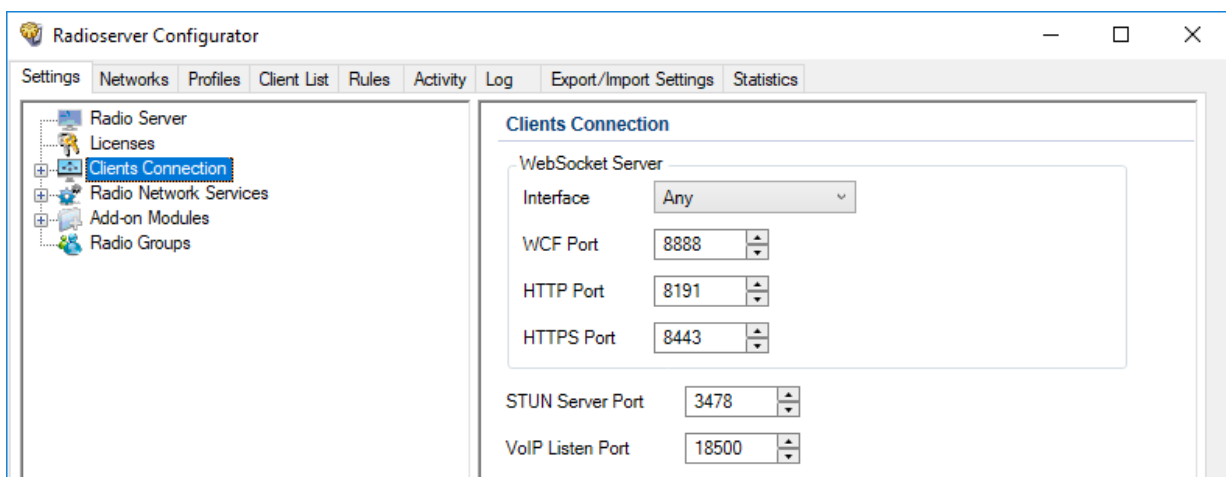 Radioserver Configurator
Settings Networks Profiles Client List Rules Activity Log Export/Import Settings Statistics
Radio Server
Licenses
Clients Connection
Radio Network Services
Add-on Modules
Radio Groups
Clients Connection
WebSocket Server
Interface Any
WCF Port 8888
HTTP Port 8191
HTTPS Port 8443
STUN Server Port 3478
VoIP Listen Port 18500